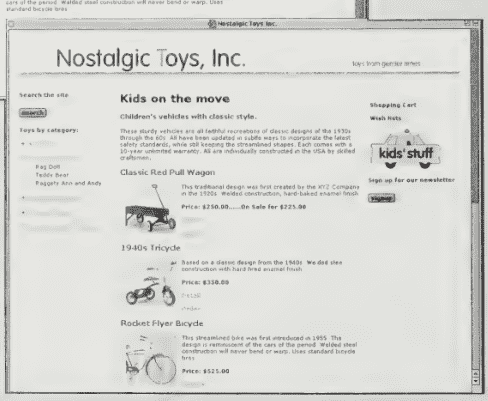 cars of the period. Welded steel construction will never bend or warp. Uses
standard bicycle tires
Nostalgic Toys Inc.
Nostalgic Toys, Inc.
toys from gentler times
Search the site
search
Toys by category:
Rag Doll
Teddy Bear
Raggety Ann and Andy
Kids on the move
Children's vehicles with classic style.
These sturdy vehicles are all faithful recreations of classic designs of the 1930s
through the 60s. All have been updated in subtle ways to incorporate the latest
safety standards, while still keeping the streamlined shapes. Each comes with a
10-year unlimited warranty. All are individually constructed in the USA by skilled
craftsmen.
Classic Red Pull Wagon
This traditional design was first created by the XYZ Company
in the 1920s. Welded construction, hard-baked enamel finish
Price: $250.00.....On Sale for $225.00
1940s Tricycle
Based on a classic design from the 1940s. Welded steel
construction with hard fired enamel finish
Price: $350.00
Rocket Flyer Bicycle
This streamlined bike was first introduced in 1955. The
design is reminiscent of the cars of the period. Welded steel
construction will never bend or warp. Uses standard bicycle
tires
Price: $525.00
Shopping Cart
Wish lists
kids' stuff
Sign up for our newsletter
signup